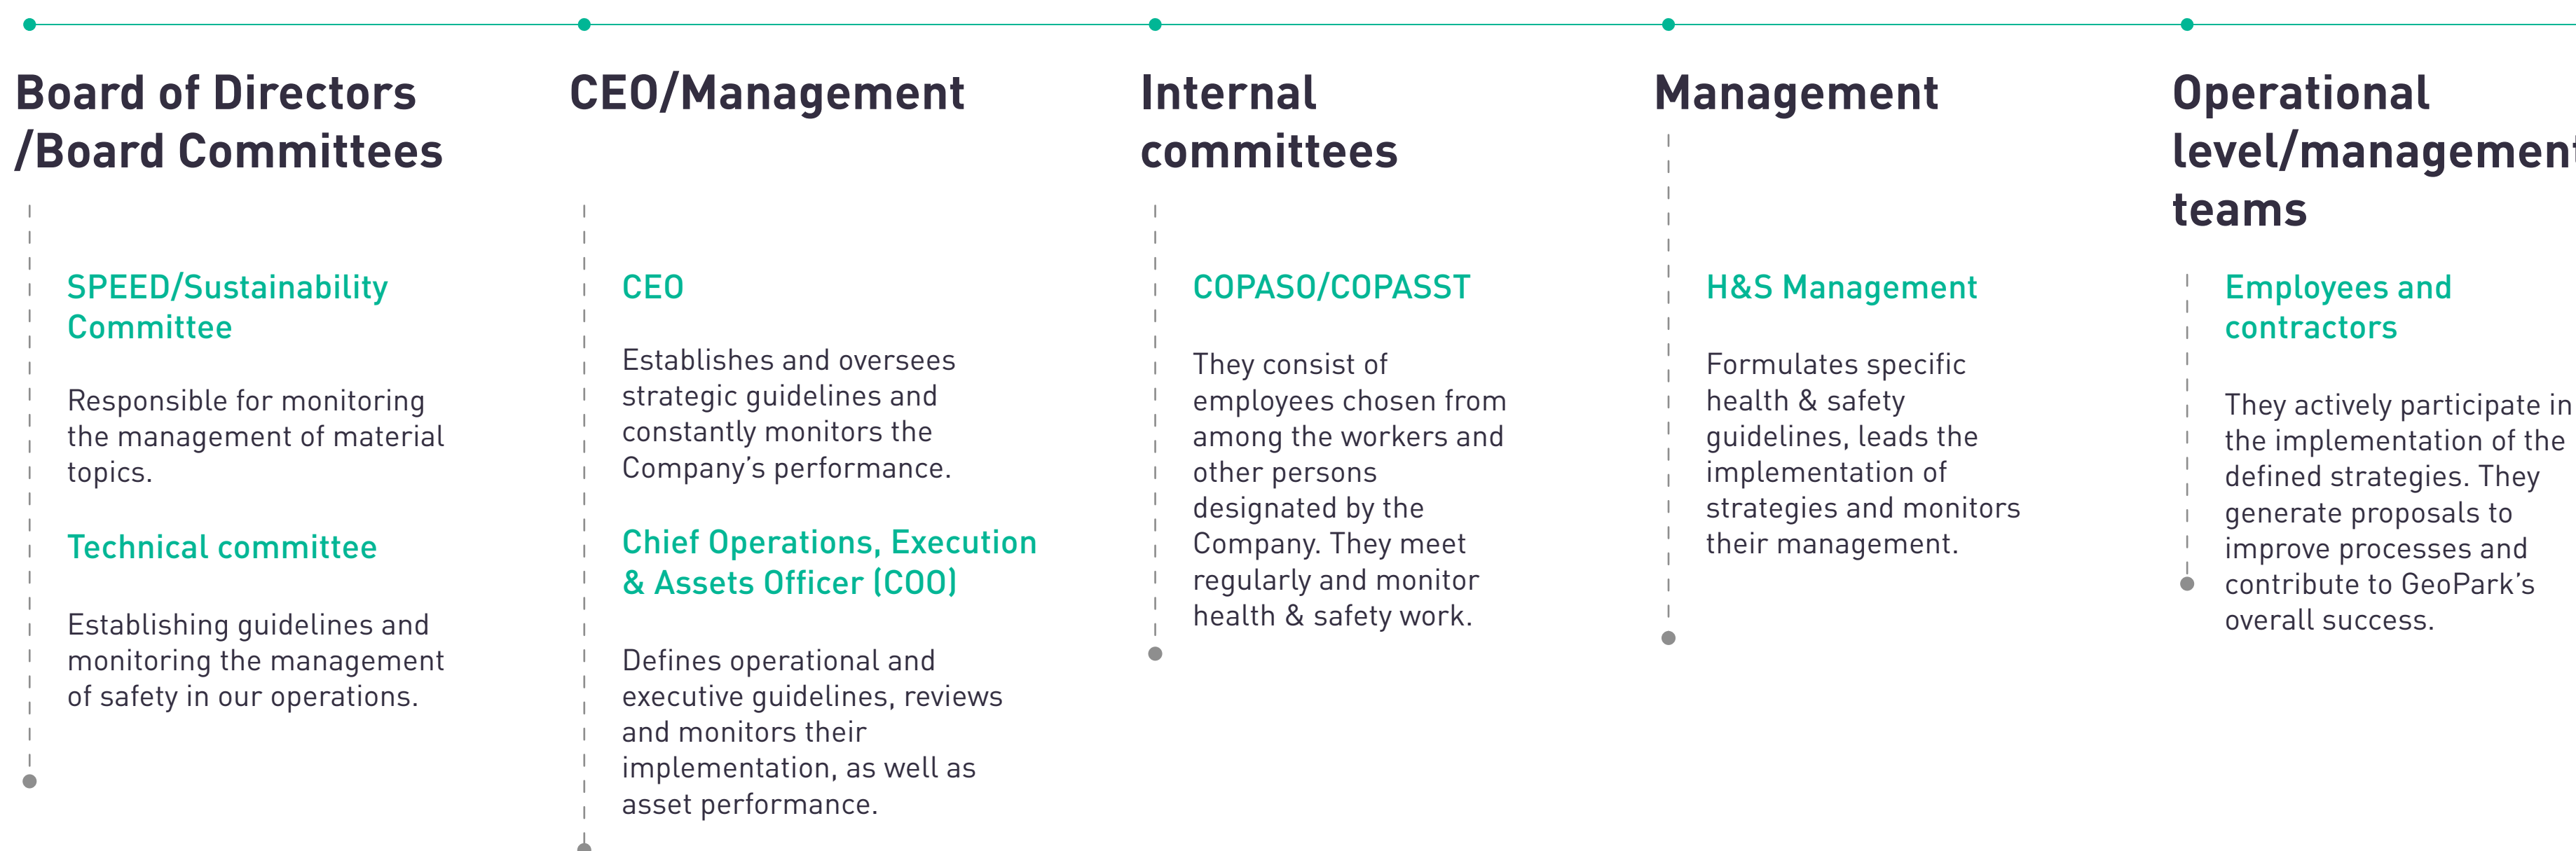 Board of Directors
/Board Committees
SPEED/Sustainability
Committee
Responsible for monitoring
the management of material
topics.
Technical committee
Establishing guidelines and
monitoring the management
of safety in our operations.
CEO/Management
CEO
Establishes and oversees
strategic guidelines and
constantly monitors the
Company’s performance.
Chief Operations, Execution
& Assets Officer (COO)
Defines operational and
executive guidelines, reviews
and monitors their
implementation, as well as
asset performance.
Internal
committees
COPASO/COPASST
They consist of
employees chosen from
among the workers and
other persons
designated by the
Company. They meet
regularly and monitor
health & safety work.
Management
H&S Management
Formulates specific
health & safety
guidelines, leads the
implementation of
strategies and monitors
their management.
Operational
level/management
teams
Employees and
contractors
They actively participate in
the implementation of the
defined strategies. They
generate proposals to
improve processes and
contribute to GeoPark’s
overall success.